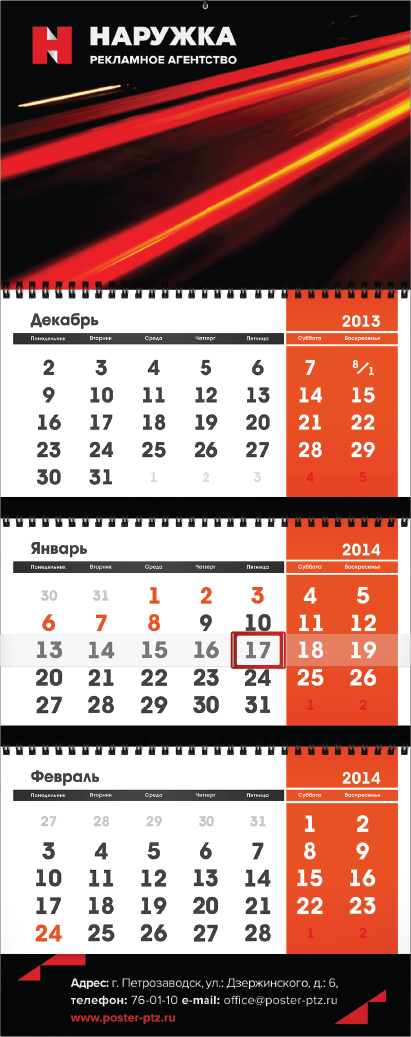 НАРУЖКА
РЕКЛАМНОЕ АГЕНТСТВО
Декабрь 2013
Понедельник Вторник Среда Четверг Пятница Суббота Воскресенье
2 3 4 5 6 7 8/1
9 10 11 12 13 14 15
16 17 18 19 20 21 22
23 24 25 26 27 28 29
30 31 1 2 3 4 5
Январь 2014
Понедельник Вторник Среда Четверг Пятница Суббота Воскресенье
30 31 1 2 3 4 5
6 7 8 9 10 11 12
13 14 15 16 17 18 19
20 21 22 23 24 25 26
27 28 29 30 31 1 2
Февраль 2014
Понедельник Вторник Среда Четверг Пятница Суббота Воскресенье
27 28 29 30 31 1 2
3 4 5 6 7 8 9
10 11 12 13 14 15 16
17 18 19 20 21 22 23
24 25 26 27 28 1 2
Адрес: г. Петрозаводск, ул.: Дзержинского, д.: 6,
телефон: 76-01-10 e-mail: office@poster-ptz.ru
www.poster-ptz.ru